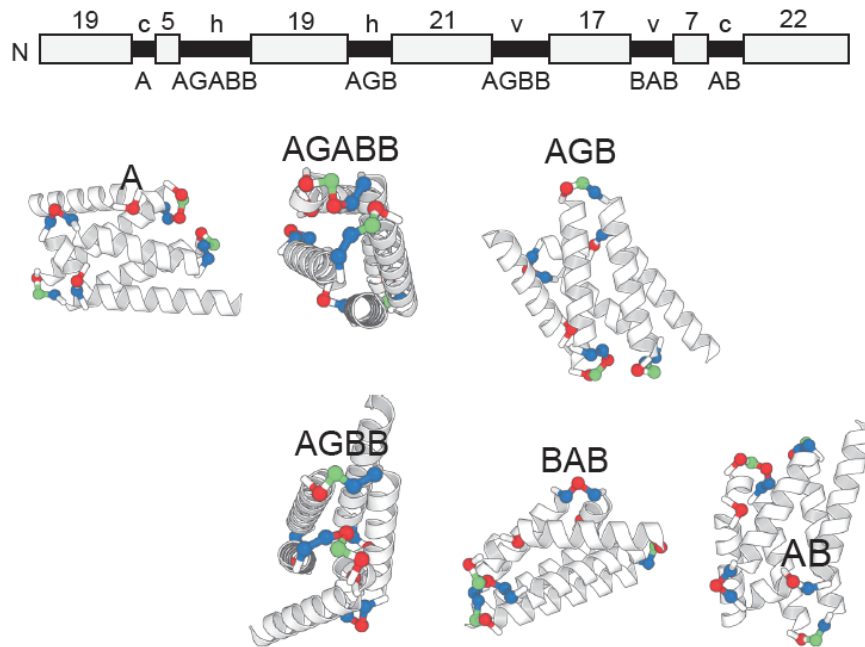 19 c 5 h 19 h 21 v 17 v 7 c 22
N
A AGABB AGB AGBB BAB AB
A AGABB AGB
AGBB BAB AB